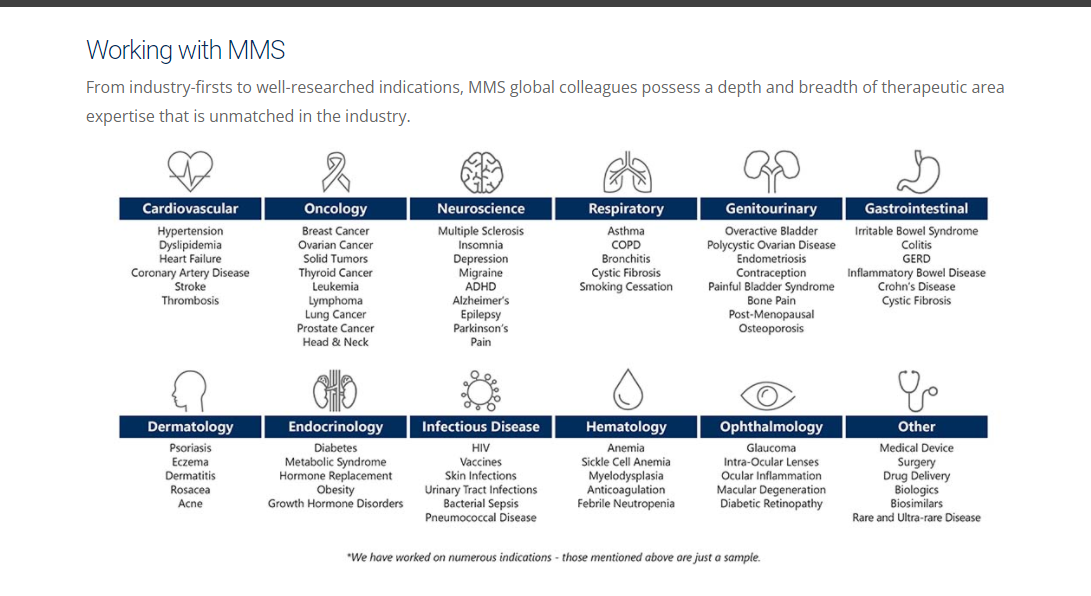 Working with MMS
From industry-firsts to well-researched indications, MMS global colleagues possess a depth and breadth of therapeutic area
expertise that is unmatched in the industry.
Cardiovascular
Hypertension
Dyslipidemia
Heart Failure
Coronary Artery Disease
Stroke
Thrombosis
Oncology
Breast Cancer
Ovarian Cancer
Solid Tumors
Thyroid Cancer
Leukemia
Lymphoma
Lung Cancer
Prostate Cancer
Head & Neck
Neuroscience
Multiple Sclerosis
Insomnia
Depression
Migraine
ADHD
Alzheimer's
Epilepsy
Parkinson's
Pain
Respiratory
Asthma
COPD
Bronchitis
Cystic Fibrosis
Smoking Cessation
Genitourinary
Overactive Bladder
Polycystic Ovarian Disease
Endometriosis
Contraception
Painful Bladder Syndrome
Bone Pain
Post-Menopausal
Osteoporosis
Gastrointestinal
Irritable Bowel Syndrome
Colitis
GERD
Inflammatory Bowel Disease
Crohn's Disease
Cystic Fibrosis
Dermatology
Psoriasis
Eczema
Dermatitis
Rosacea
Acne
Endocrinology
Diabetes
Metabolic Syndrome
Hormone Replacement
Obesity
Growth Hormone Disorders
Infectious Disease
HIV
Vaccines
Skin Infections
Urinary Tract Infections
Bacterial Sepsis
Pneumococcal Disease
Hematology
Anemia
Sickle Cell Anemia
Myelodysplasia
Anticoagulation
Febrile Neutropenia
Ophthalmology
Glaucoma
Intra-Ocular Lenses
Ocular Inflammation
Macular Degeneration
Diabetic Retinopathy
Other
Medical Device
Surgery
Drug Delivery
Biologics
Biosimilars
Rare and Ultra-rare Disease
*We have worked on numerous indications - those mentioned above are just a sample.